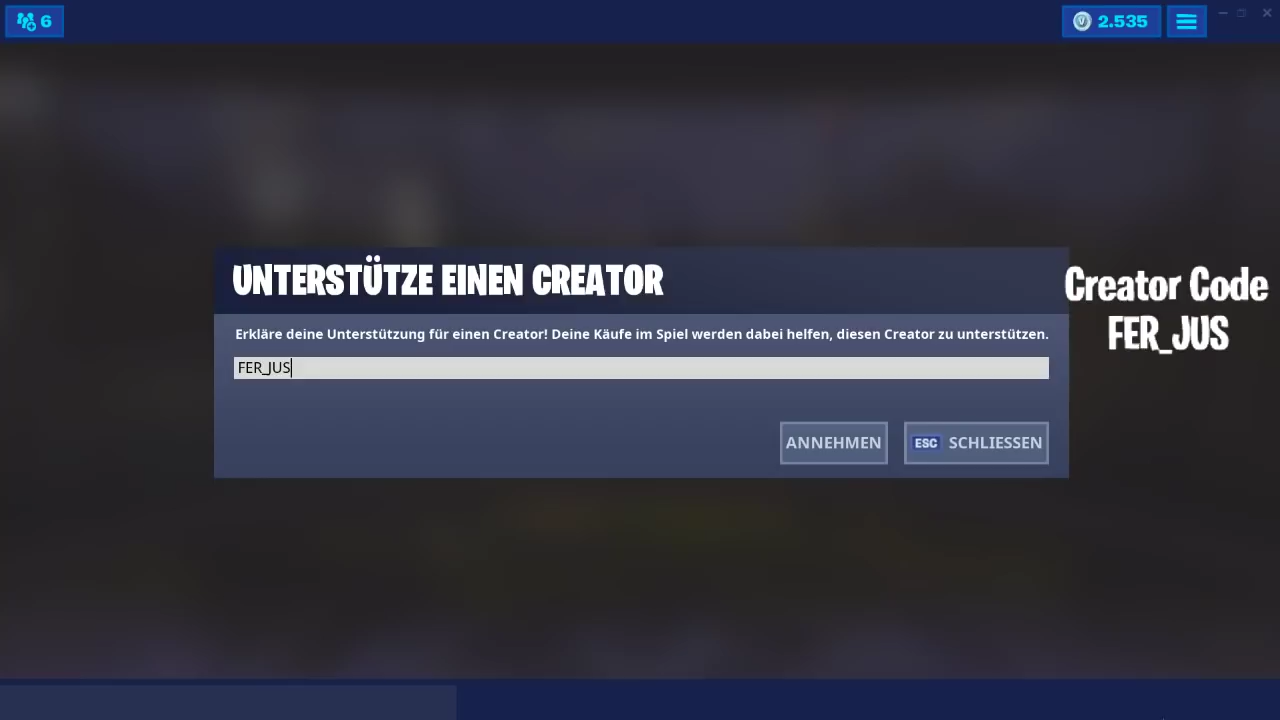 6
2.535
UNTERSTÜTZE EINEN CREATOR
Erkläre deine Unterstützung für einen Creator! Deine Käufe im Spiel werden dabei helfen, diesen Creator zu unterstützen.
FER_JUS
ANNEHMEN
ESC SCHLIESSEN
Creator Code
FER_JUS